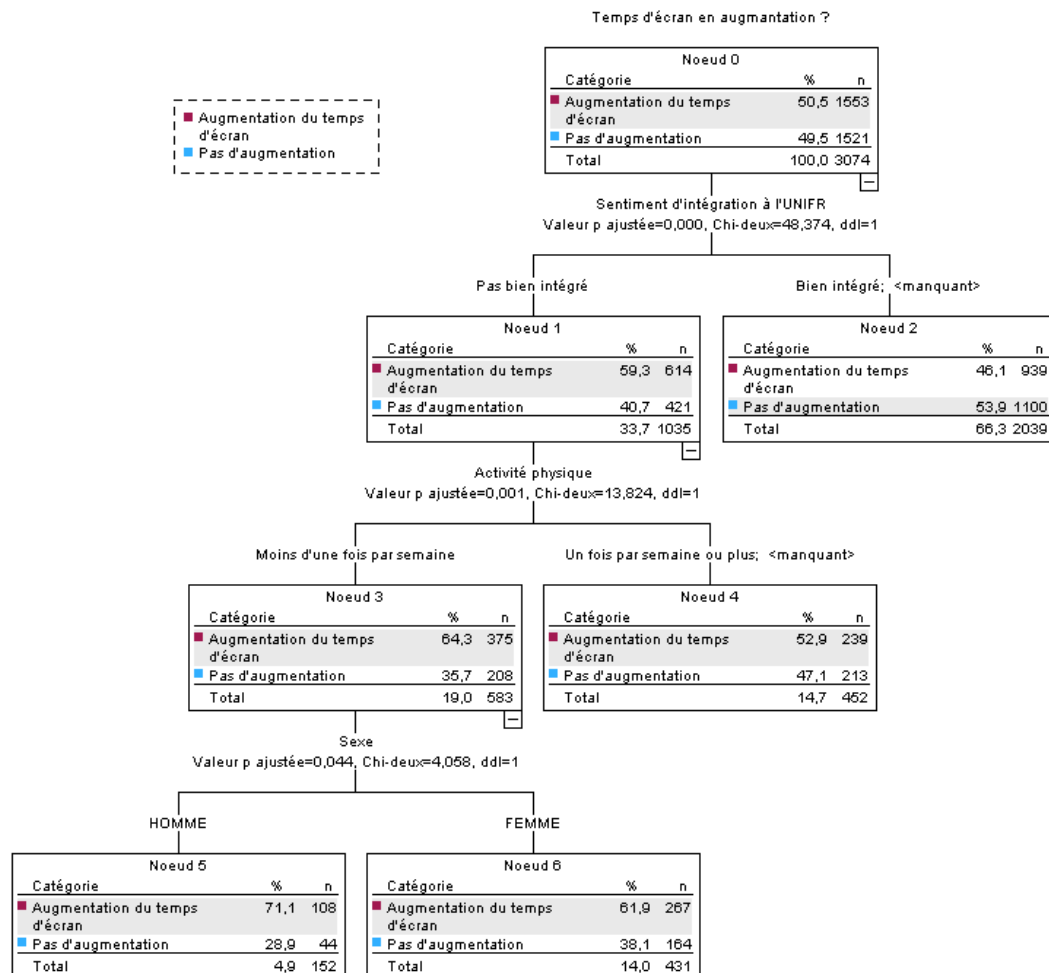 Temps d'écran en augmantation ?
Noeud 0
Catégorie % n
Augmentation du temps d'écran 50,5 1553
Pas d'augmentation 49,5 1521
Total 100,0 3074
Augmentation du temps
d'écran
Pas d'augmentation
Sentiment d'intégration à l'UNIFR
Valeur p ajustée=0,000, Chi-deux=48,374, ddl=1
Pas bien intégré
Bien intégré; <manquant>
Noeud 1
Catégorie % n
Augmentation du temps d'écran 59,3 614
Pas d'augmentation 40,7 421
Total 33,7 1035
Noeud 2
Catégorie % n
Augmentation du temps d'écran 46,1 939
Pas d'augmentation 53,9 1100
Total 66,3 2039
Activité physique
Valeur p ajustée=0,001, Chi-deux=13,824, ddl=1
Moins d'une fois par semaine
Un fois par semaine ou plus; <manquant>
Noeud 3
Catégorie % n
Augmentation du temps d'écran 64,3 375
Pas d'augmentation 35,7 208
Total 19,0 583
Noeud 4
Catégorie % n
Augmentation du temps d'écran 52,9 239
Pas d'augmentation 47,1 213
Total 14,7 452
Sexe
Valeur p ajustée=0,044, Chi-deux=4,058, ddl=1
HOMME
FEMME
Noeud 5
Catégorie % n
Augmentation du temps d'écran 71,1 108
Pas d'augmentation 28,9 44
Total 4,9 152
Noeud 6
Catégorie % n
Augmentation du temps d'écran 61,9 267
Pas d'augmentation 38,1 164
Total 14,0 431